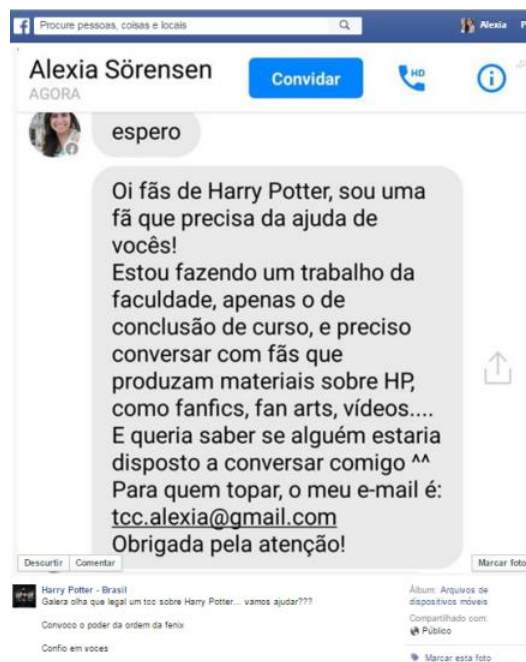 Procure pessoas, coisas e locais
Alexia
Alexia Sörensen
AGORA
Convidar
HD
espero
Oi fãs de Harry Potter, sou uma
fã que precisa da ajuda de
vocês!
Estou fazendo um trabalho da
faculdade, apenas o de
conclusão de curso, e preciso
conversar com fãs que
produzam materiais sobre HP,
como fanfics, fan arts, vídeos....
E queria saber se alguém estaria
disposto a conversar comigo ^^
Para quem topar, o meu e-mail é:
tcc.alexia@gmail.com
Obrigada pela atenção!
Descurtir Comentar
Marcar foto
Harry Potter - Brasil
Galera olha que legal um tcc sobre Harry Potter... vamos ajudar???
Convoco o poder da ordem da fenix
Confio em voces
Álbum: Arquivos de
dispositivos móveis
Compartilhado com:
Público
Marcar esta foto